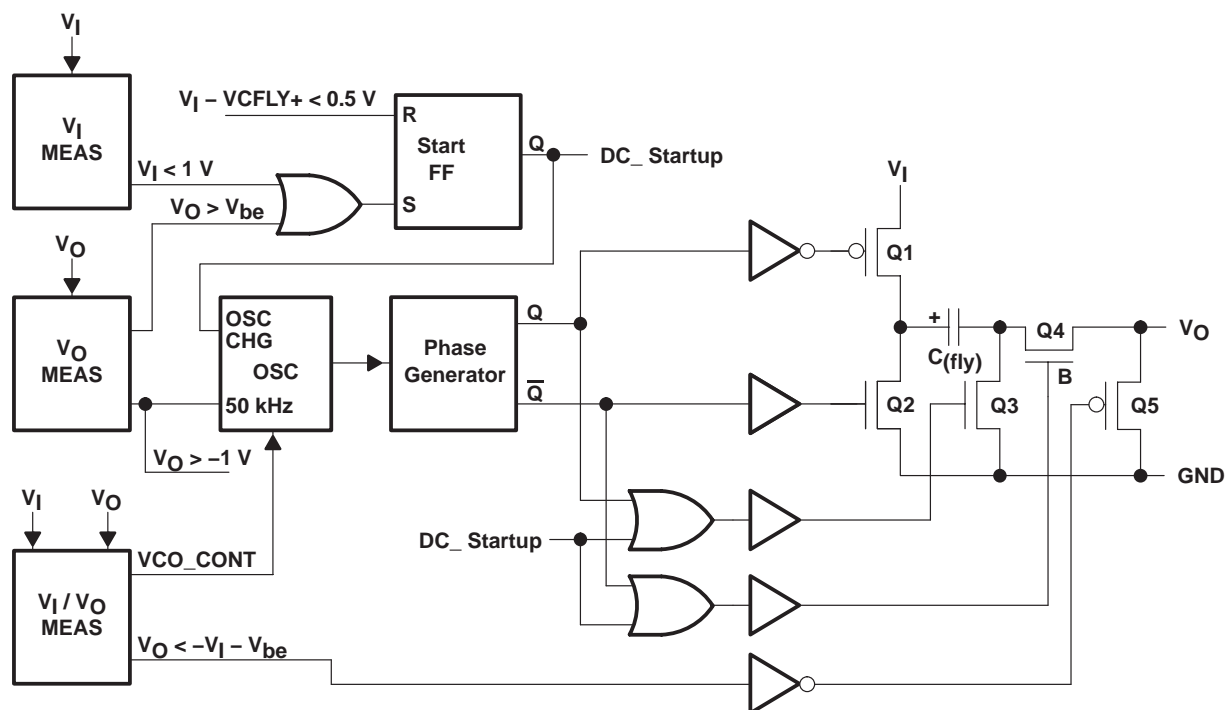 VI
VI
MEAS
VI – VCFLY+ < 0.5 V
R
Start
FF
S
Q
DC_ Startup
VI < 1 V
VO > Vbe
VO
VO
MEAS
OSC
CHG
OSC
50 kHz
Phase
Generator
Q
Q̅
VI
Q1
+
C(fly)
Q4
B
VO
Q2
Q3
Q5
VO > –1 V
GND
VI
VO
DC_ Startup
VCO_CONT
VI / VO
MEAS
VO < –VI – Vbe